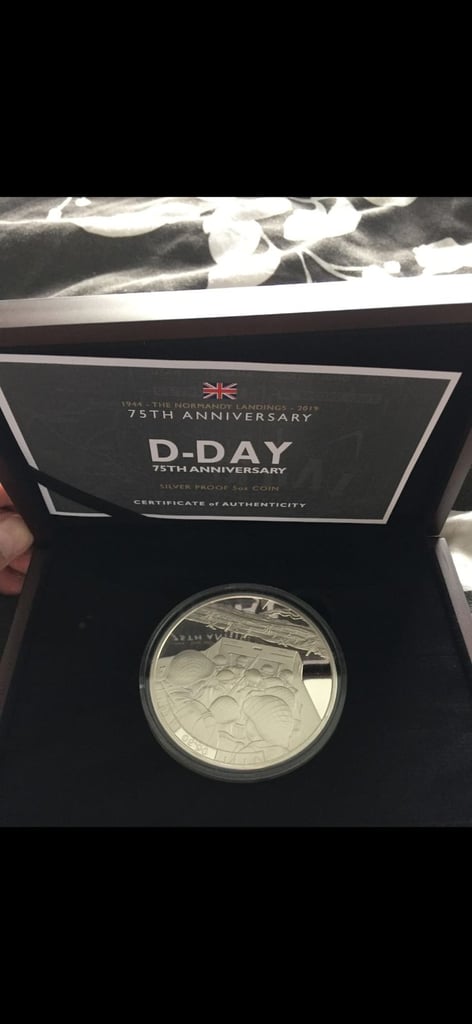 1944 - THE NORMANDY LANDINGS - 2019
75TH ANNIVERSARY
D-DAY
75TH ANNIVERSARY
SILVER PROOF 5oz COIN
CERTIFICATE of AUTHENTICITY